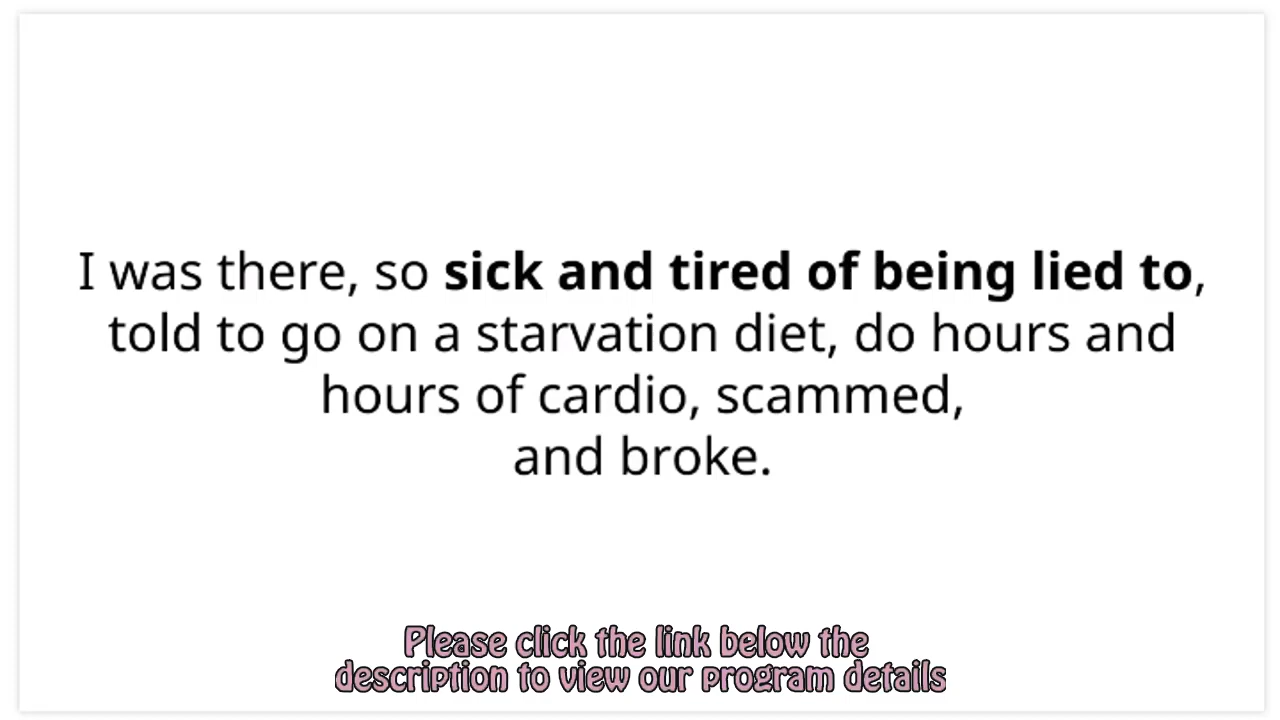 I was there, so sick and tired of being lied to,
told to go on a starvation diet, do hours and
hours of cardio, scammed,
and broke.
Please click the link below the
description to view our program details